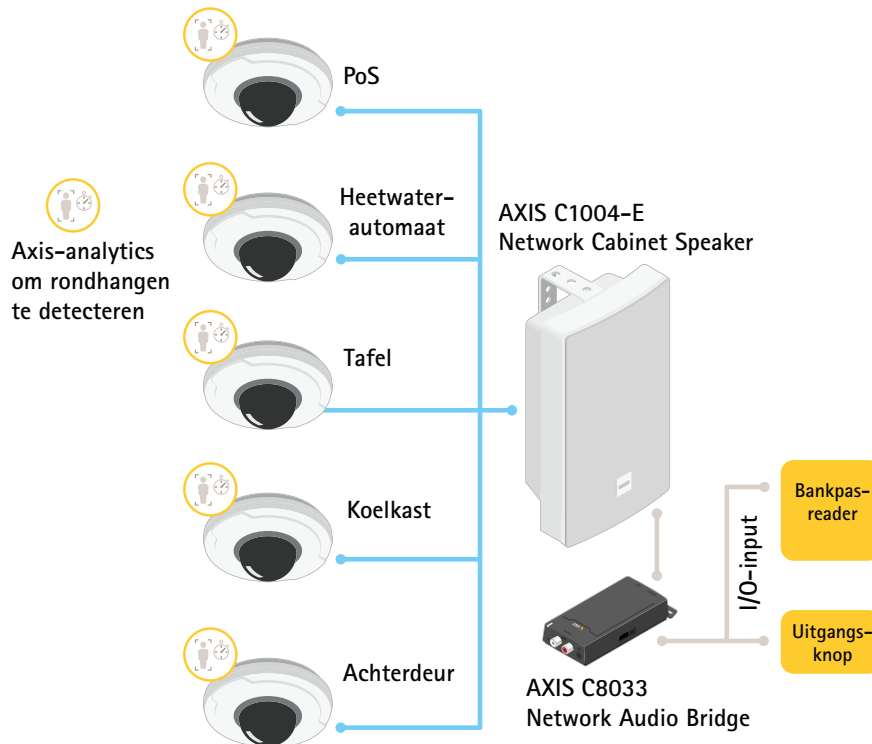 PoS
Heetwater-
automaat
Axis-analytics
om rondhangen
te detecteren
AXIS C1004-E
Network Cabinet Speaker
Tafel
Koelkast
Bankpas-
reader
I/O-input
Uitgangs-
knop
Achterdeur
AXIS C8033
Network Audio Bridge